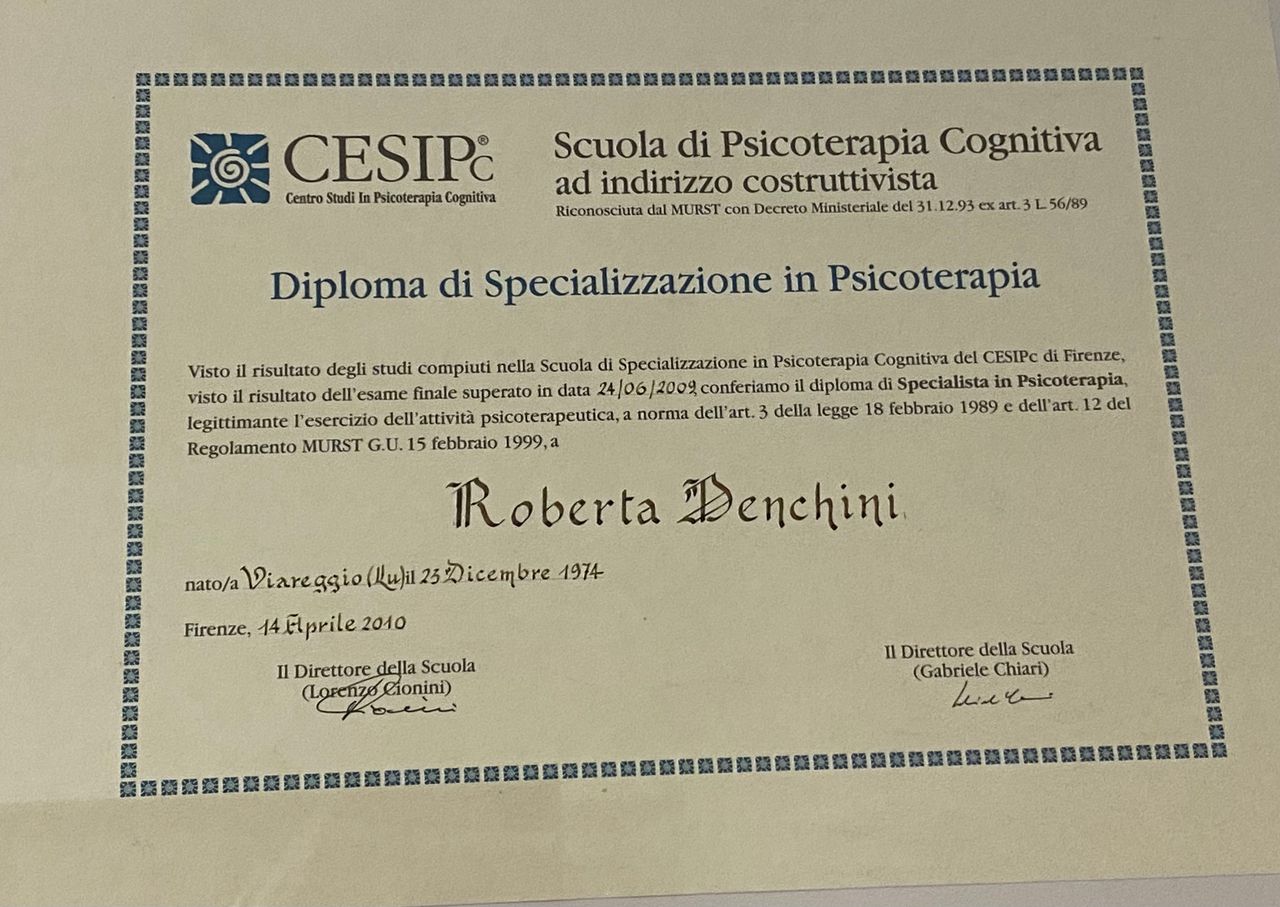 CESIPc®
Centro Studi In Psicoterapia Cognitiva
Scuola di Psicoterapia Cognitiva
ad indirizzo costruttivista
Riconosciuta dal MURST con Decreto Ministeriale del 31.12.93 ex art. 3 L. 56/89
Diploma di Specializzazione in Psicoterapia
Visto il risultato degli studi compiuti nella Scuola di Specializzazione in Psicoterapia Cognitiva del CESIPc di Firenze,
visto il risultato dell'esame finale superato in data 24/06/2009, conferiamo il diploma di Specialista in Psicoterapia,
legittimante l'esercizio dell'attività psicoterapeutica, a norma dell'art. 3 della legge 18 febbraio 1989 e dell'art. 12 del
Regolamento MURST G.U. 15 febbraio 1999, a
Roberta Denchini
nato/a Viareggio (Lu) il 23 Dicembre 1974
Firenze, 14 Aprile 2010
Il Direttore della Scuola
(Lorenzo Cionini)
Il Direttore della Scuola
(Gabriele Chiari)